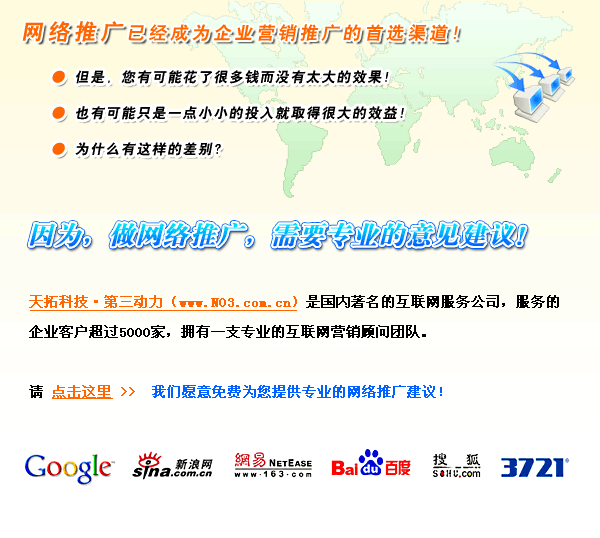 网络推广已经成为企业营销推广的首选渠道！
但是，您有可能花了很多钱而没有太大的效果！
也有可能只是一点小小的投入就取得很大的效益！
为什么有这样的差别？
因为，做网络推广，需要专业的意见建议！
天拓科技·第三动力（www.NO3.com.cn）是国内著名的互联网服务公司，服务的
企业客户超过5000家，拥有一支专业的互联网营销顾问团队。
请 点击这里 >> 我们愿意免费为您提供专业的网络推广建议！
Google™ sina 新浪网 .com.cn 網易 NETEASE www.163.com Bai du 百度 搜狐 SOHU.com 3721®